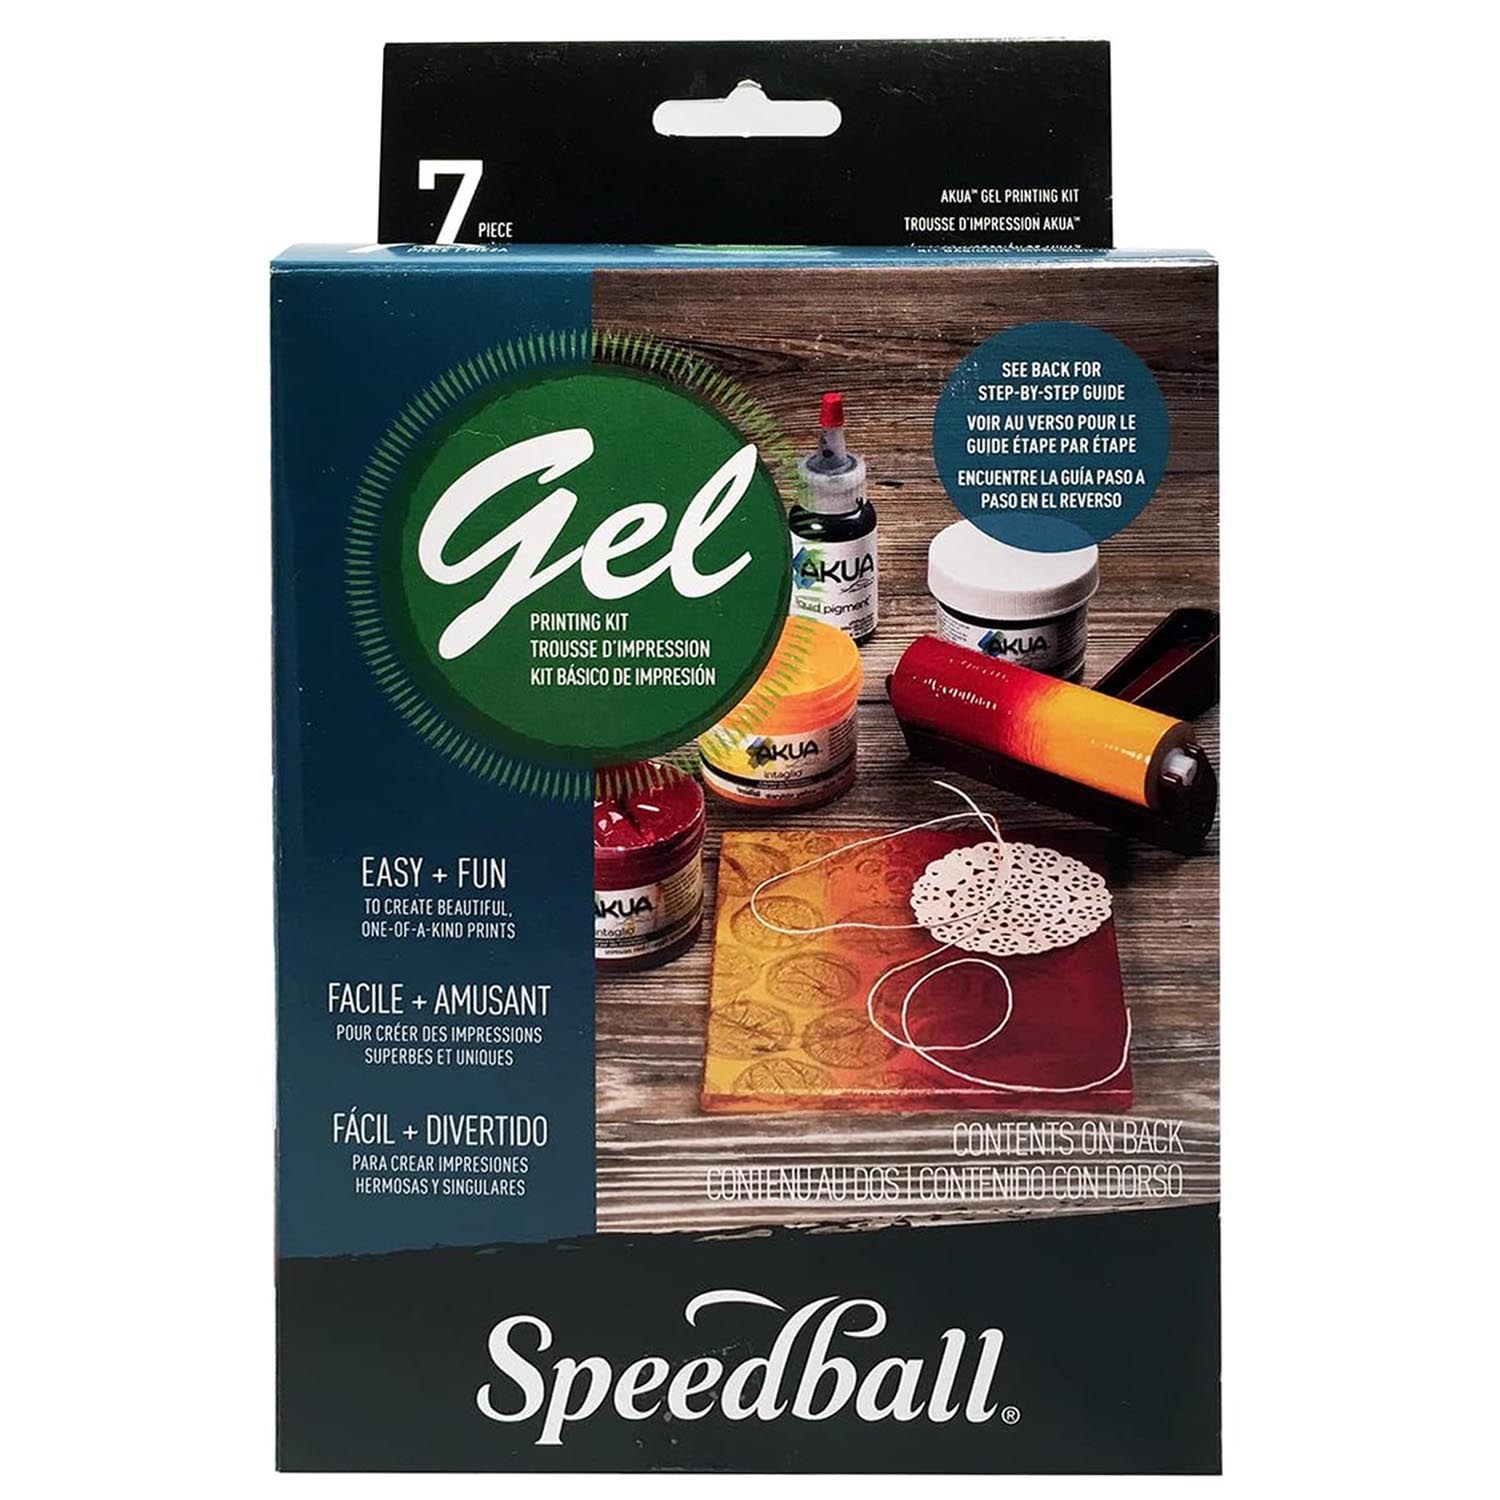 7 PIECE
AKUA™ GEL PRINTING KIT
TROUSSE D'IMPRESSION AKUA™
SEE BACK FOR
STEP-BY-STEP GUIDE
VOIR AU VERSO POUR LE
GUIDE ÉTAPE PAR ÉTAPE
ENCUENTRE LA GUÍA PASO A
PASO EN EL REVERSO
Gel
PRINTING KIT
TROUSSE D'IMPRESSION
KIT BÁSICO DE IMPRESIÓN
AKUA
pigment
AKUA
AKUA
intaglio
AKUA
intaglio
EASY + FUN
TO CREATE BEAUTIFUL,
ONE-OF-A-KIND PRINTS
FACILE + AMUSANT
POUR CRÉER DES IMPRESSIONS
SUPERBES ET UNIQUES
FÁCIL + DIVERTIDO
PARA CREAR IMPRESIONES
HERMOSAS Y SINGULARES
CONTENTS ON BACK
CONTENU AU DOS | CONTENIDO CON DORSO
Speedball®